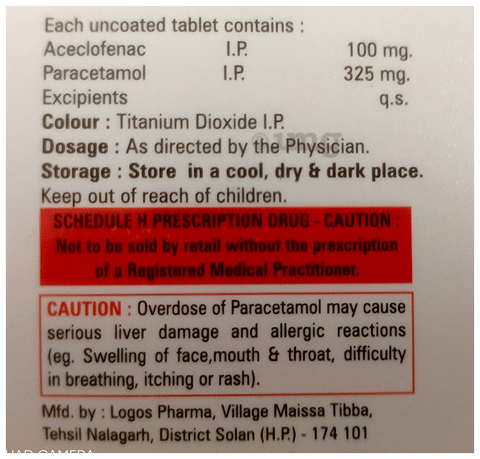 Each uncoated tablet contains :
Aceclofenac I.P. 100 mg.
Paracetamol I.P. 325 mg.
Excipients q.s.
Colour : Titanium Dioxide I.P.
Dosage : As directed by the Physician.
Storage : Store in a cool, dry & dark place.
Keep out of reach of children.
SCHEDULE H PRESCRIPTION DRUG - CAUTION :
Not to be sold by retail without the prescription
of a Registered Medical Practitioner.
CAUTION : Overdose of Paracetamol may cause
serious liver damage and allergic reactions
(eg. Swelling of face,mouth & throat, difficulty
in breathing, itching or rash).
Mfd. by : Logos Pharma, Village Maissa Tibba,
Tehsil Nalagarh, District Solan (H.P.) - 174 101
CAMERA